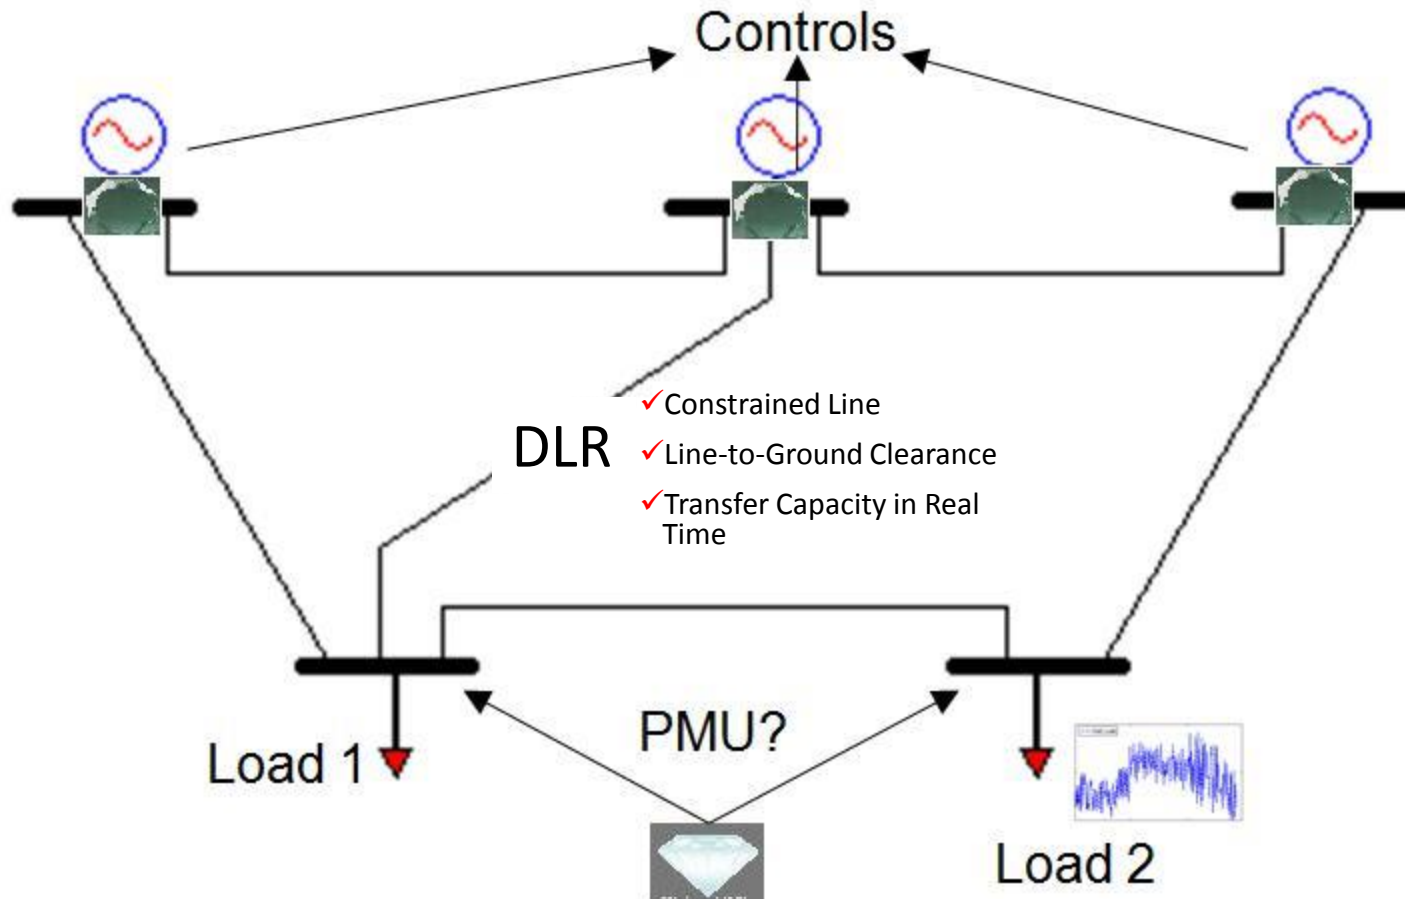 Controls
✓Constrained Line
DLR
✓Line-to-Ground Clearance
✓Transfer Capacity in Real
Time
PMU?
Load 1
Load 2